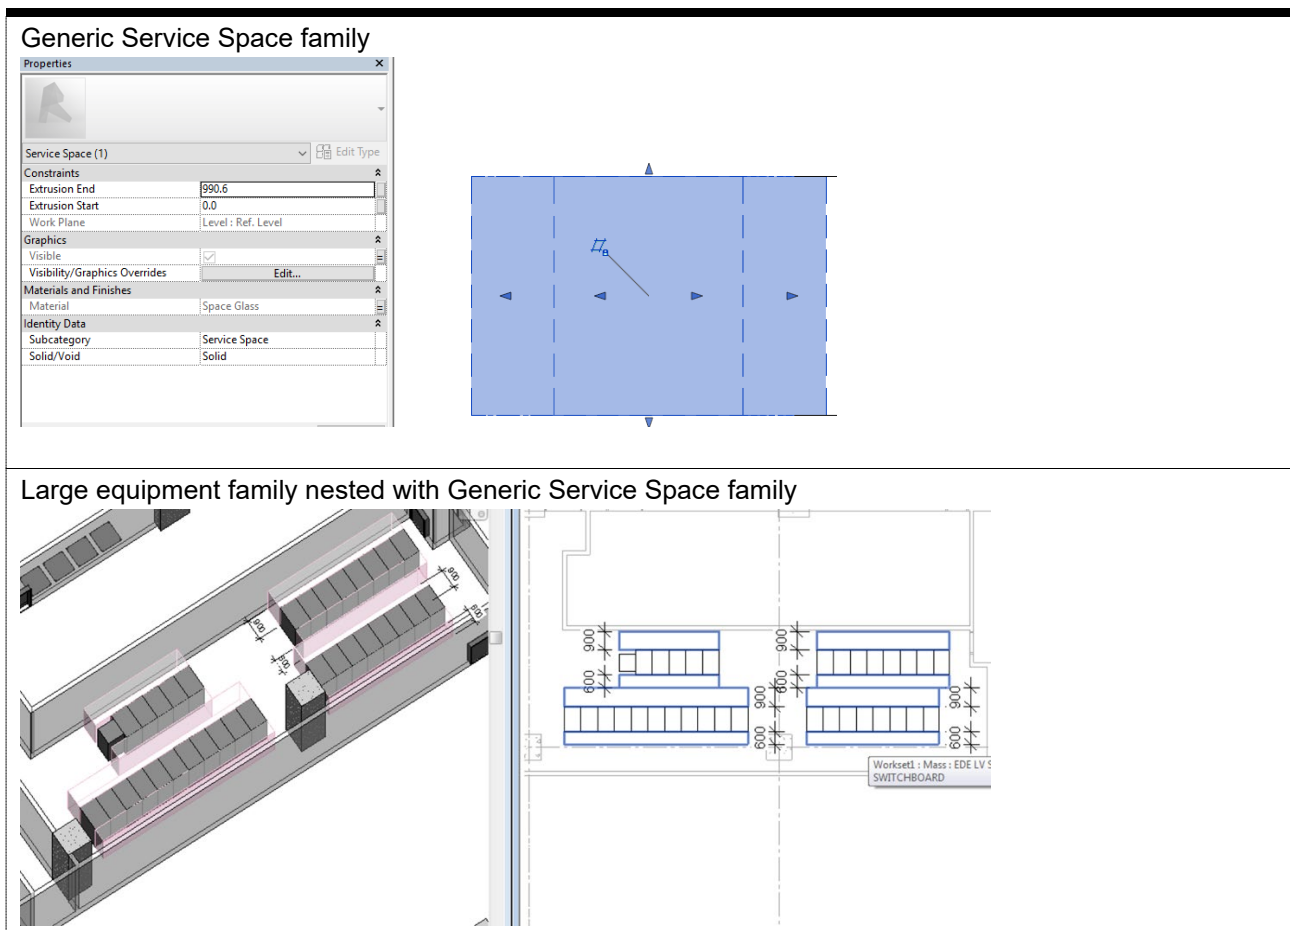 Generic Service Space family
Properties
Service Space (1) Edit Type
Constraints
Extrusion End 990.6
Extrusion Start 0.0
Work Plane Level : Ref. Level
Graphics
Visible =
Visibility/Graphics Overrides Edit...
Materials and Finishes
Material Space Glass =
Identity Data
Subcategory Service Space
Solid/Void Solid
Large equipment family nested with Generic Service Space family
900
600
900
600
900
900
600
600
900
600
900
600
Workset1 : Mass : EDE LV S
SWITCHBOARD